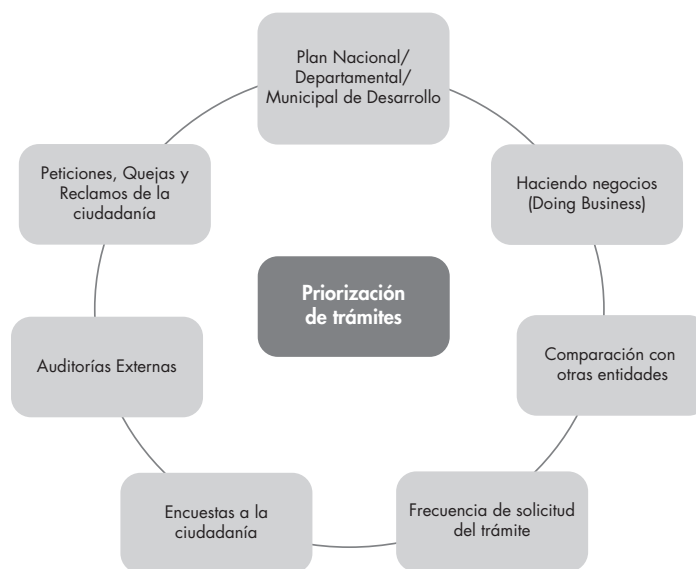 Plan Nacional/
Departamental/
Municipal de Desarrollo
Haciendo negocios
(Doing Business)
Comparación con
otras entidades
Frecuencia de solicitud
del trámite
Encuestas a la
ciudadanía
Auditorías Externas
Peticiones, Quejas y
Reclamos de la
ciudadanía
Priorización
de trámites